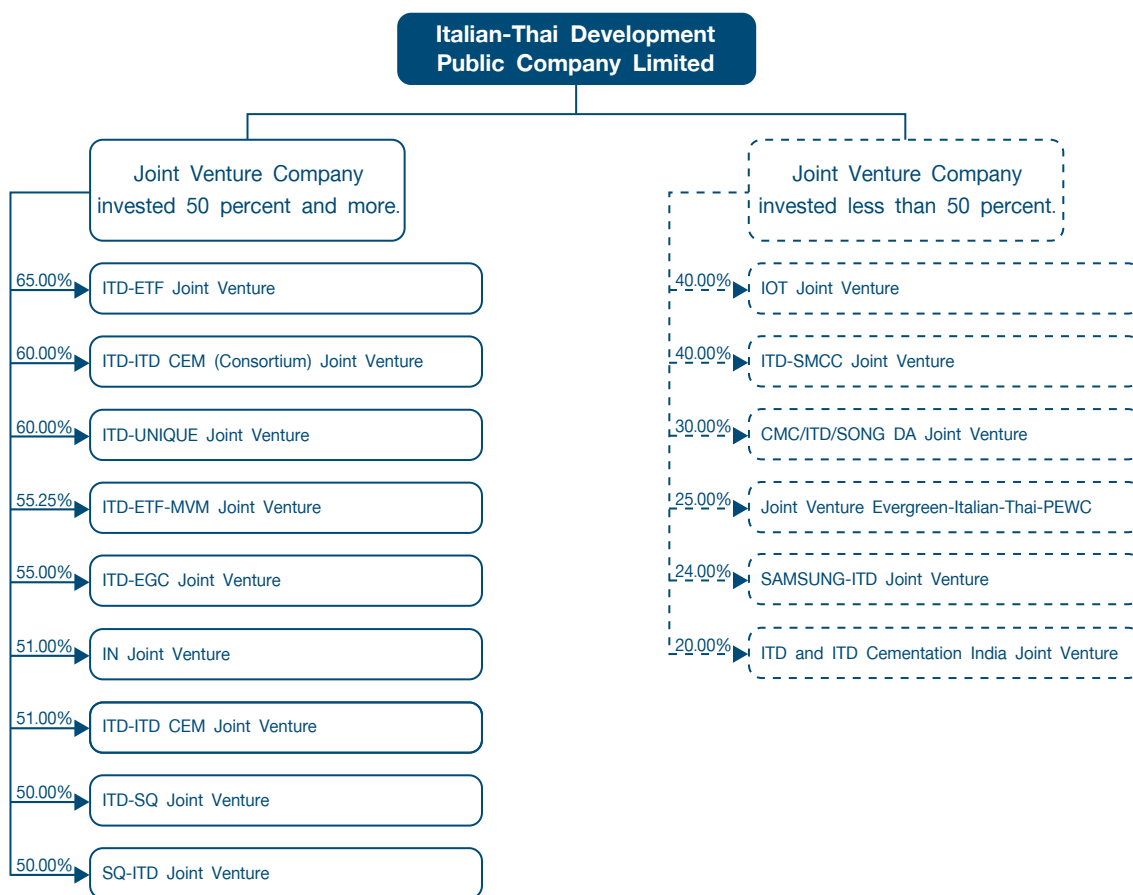 Italian-Thai Development
Public Company Limited
Joint Venture Company
invested 50 percent and more.
65.00%
ITD-ETF Joint Venture
60.00%
ITD-ITD CEM (Consortium) Joint Venture
60.00%
ITD-UNIQUE Joint Venture
55.25%
ITD-ETF-MVM Joint Venture
55.00%
ITD-EGC Joint Venture
51.00%
IN Joint Venture
51.00%
ITD-ITD CEM Joint Venture
50.00%
ITD-SQ Joint Venture
50.00%
SQ-ITD Joint Venture
Joint Venture Company
invested less than 50 percent.
40.00%
IOT Joint Venture
40.00%
ITD-SMCC Joint Venture
30.00%
CMC/ITD/SONG DA Joint Venture
25.00%
Joint Venture Evergreen-Italian-Thai-PEWC
24.00%
SAMSUNG-ITD Joint Venture
20.00%
ITD and ITD Cementation India Joint Venture